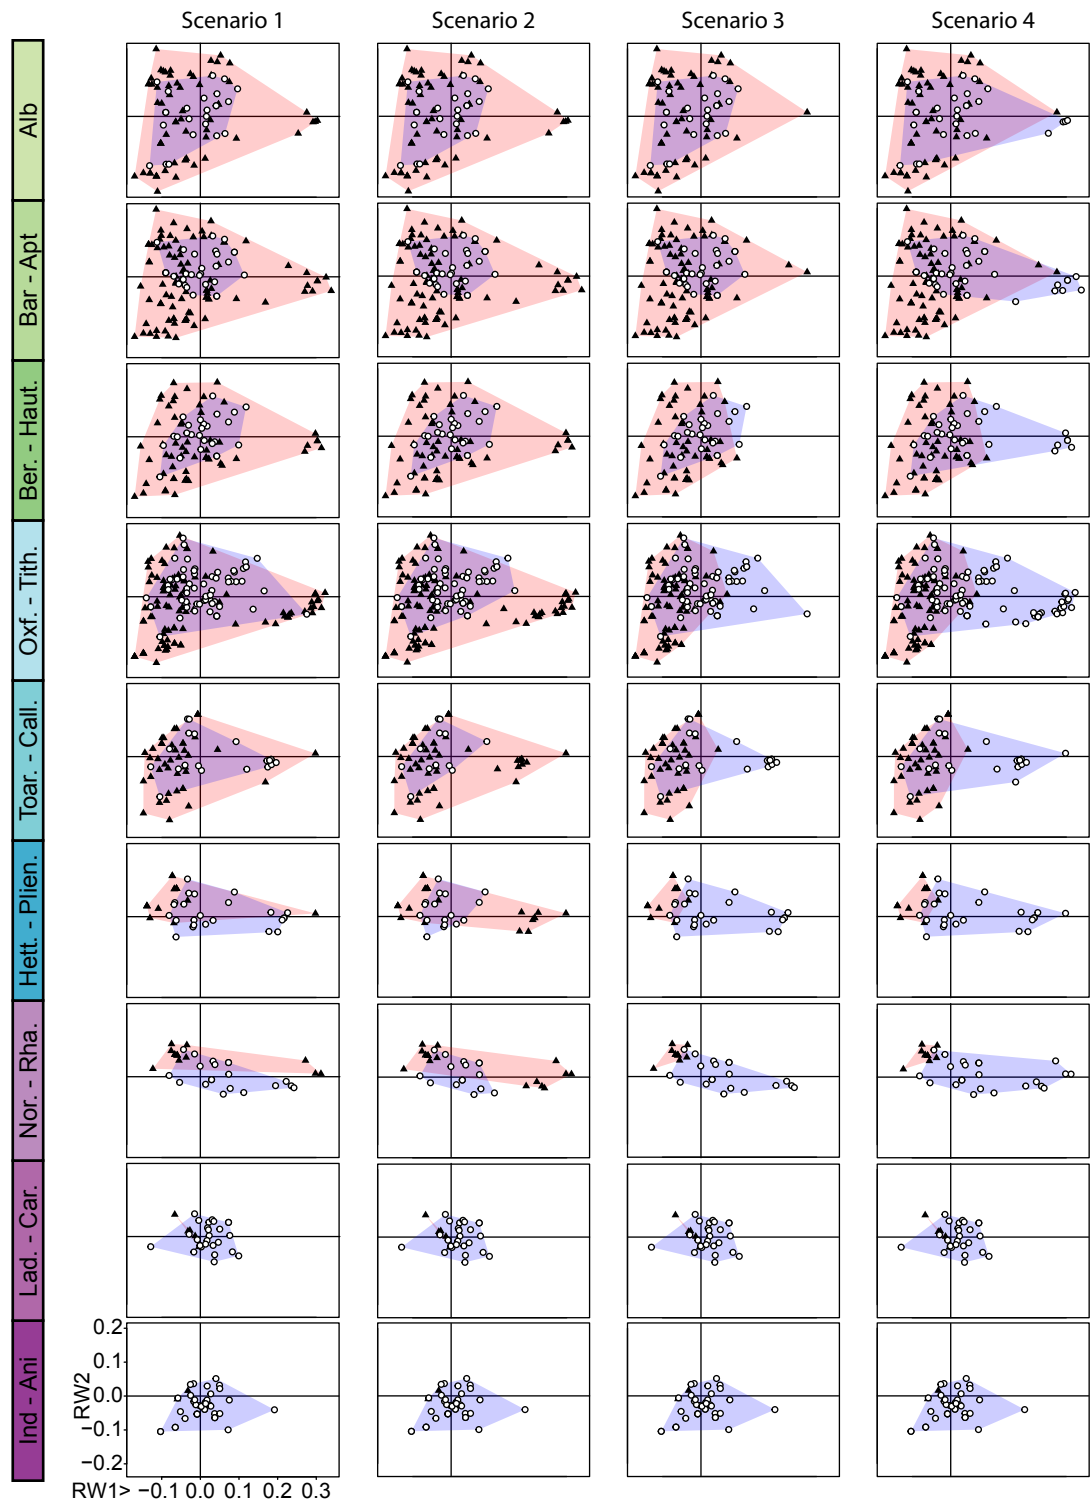 Scenario 1 Scenario 2 Scenario 3 Scenario 4
Alb
Bar - Apt
Ber. - Haut.
Oxf. - Tith.
Toar. - Call.
Hett. - Plien.
Nor. - Rha.
Lad. - Car.
Ind - Ani
0.2
0.1
0.0
−0.1
−0.2
RW2
RW1> −0.1 0.0 0.1 0.2 0.3